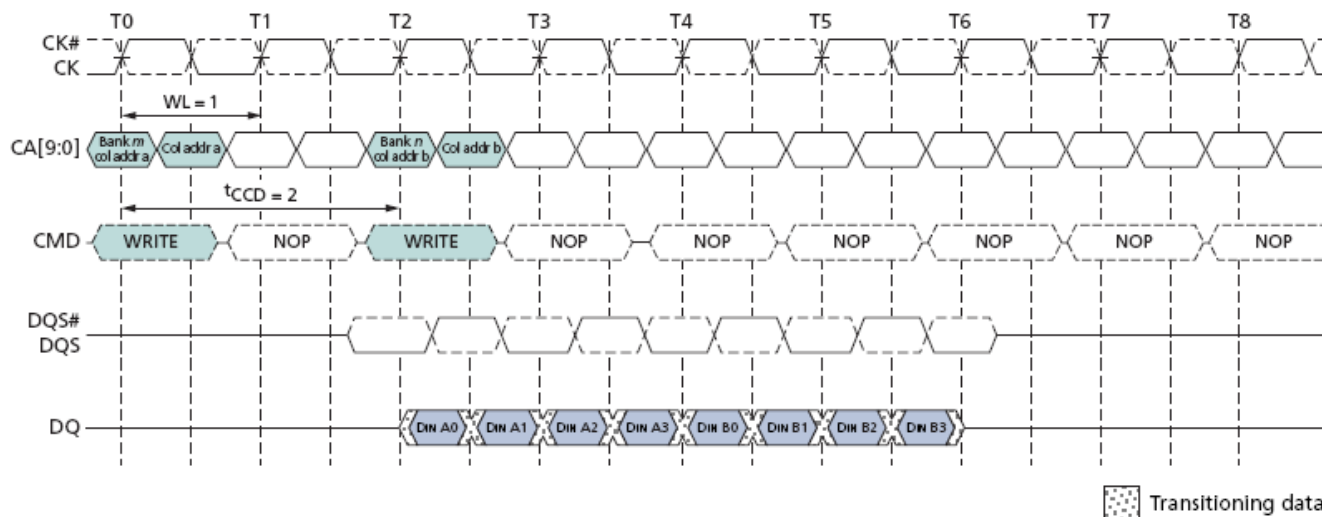 T0 T1 T2 T3 T4 T5 T6 T7 T8
CK#
CK
WL = 1
CA[9:0] Bank m col addr a Col addr a Bank n col addr b Col addr b
tCCD = 2
CMD WRITE NOP WRITE NOP NOP NOP NOP NOP NOP
DQS#
DQS
DQ DIN A0 DIN A1 DIN A2 DIN A3 DIN B0 DIN B1 DIN B2 DIN B3
Transitioning data